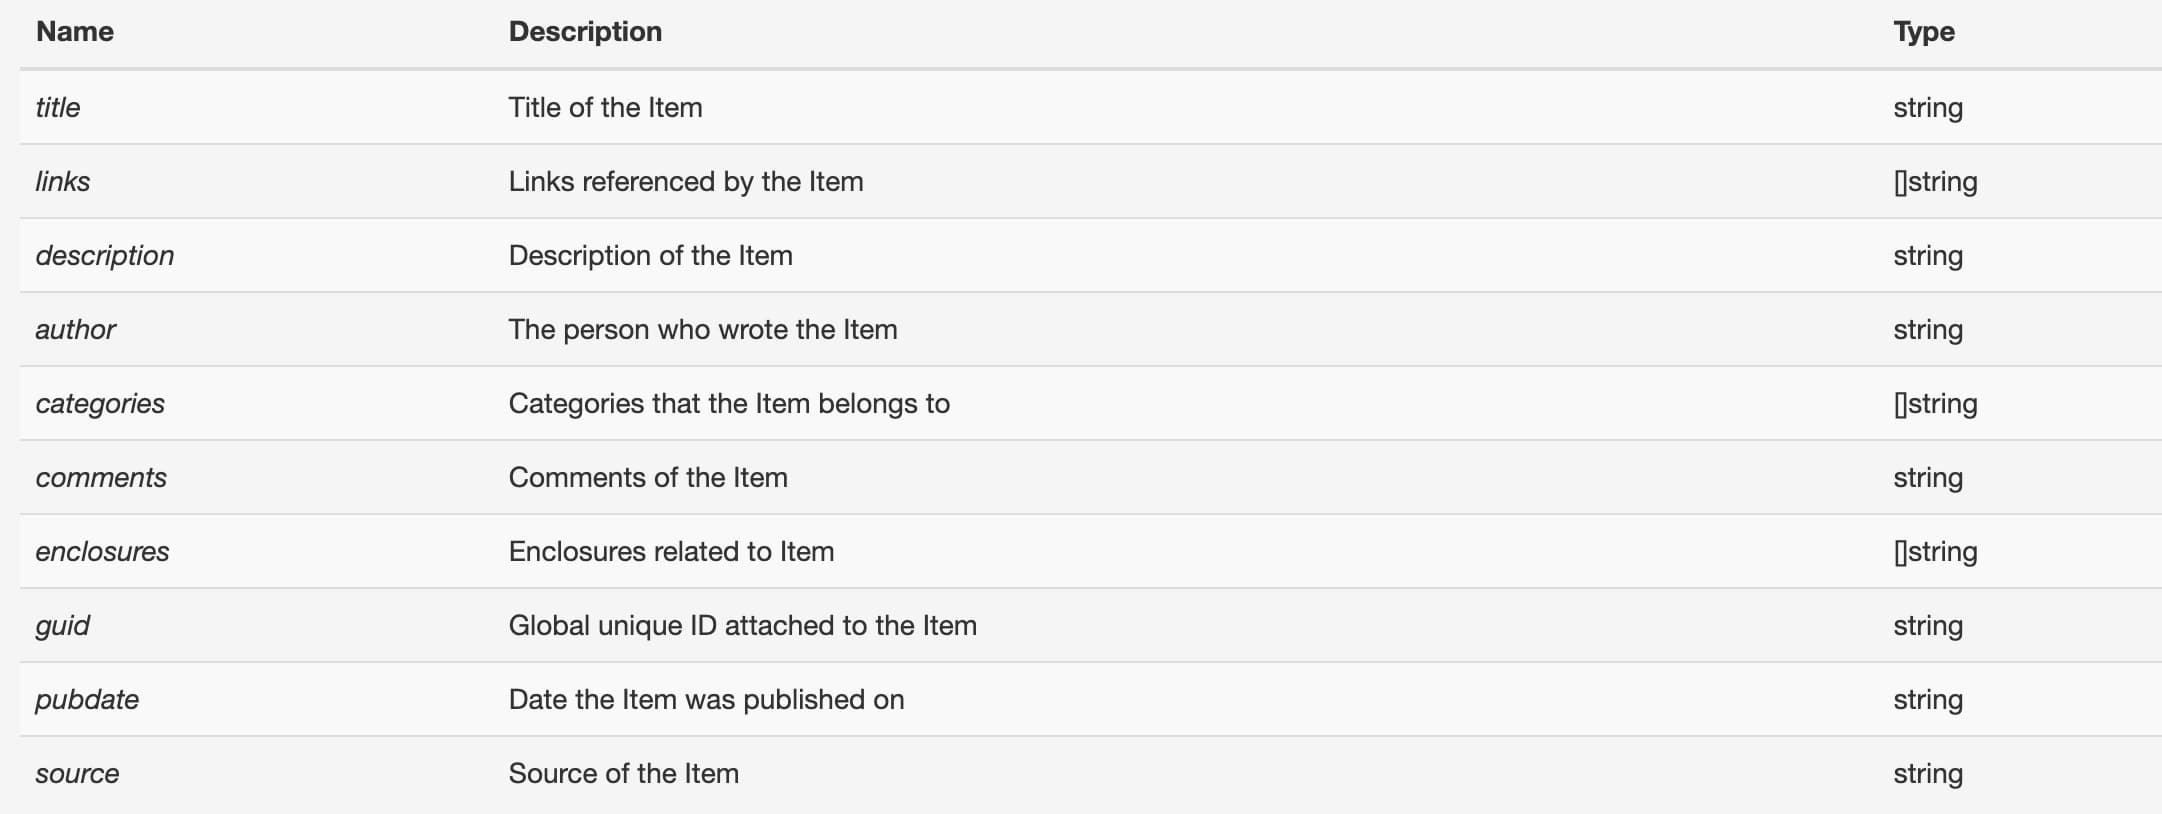 Name Description Type
title Title of the Item string
links Links referenced by the Item []string
description Description of the Item string
author The person who wrote the Item string
categories Categories that the Item belongs to []string
comments Comments of the Item string
enclosures Enclosures related to Item []string
guid Global unique ID attached to the Item string
pubdate Date the Item was published on string
source Source of the Item string